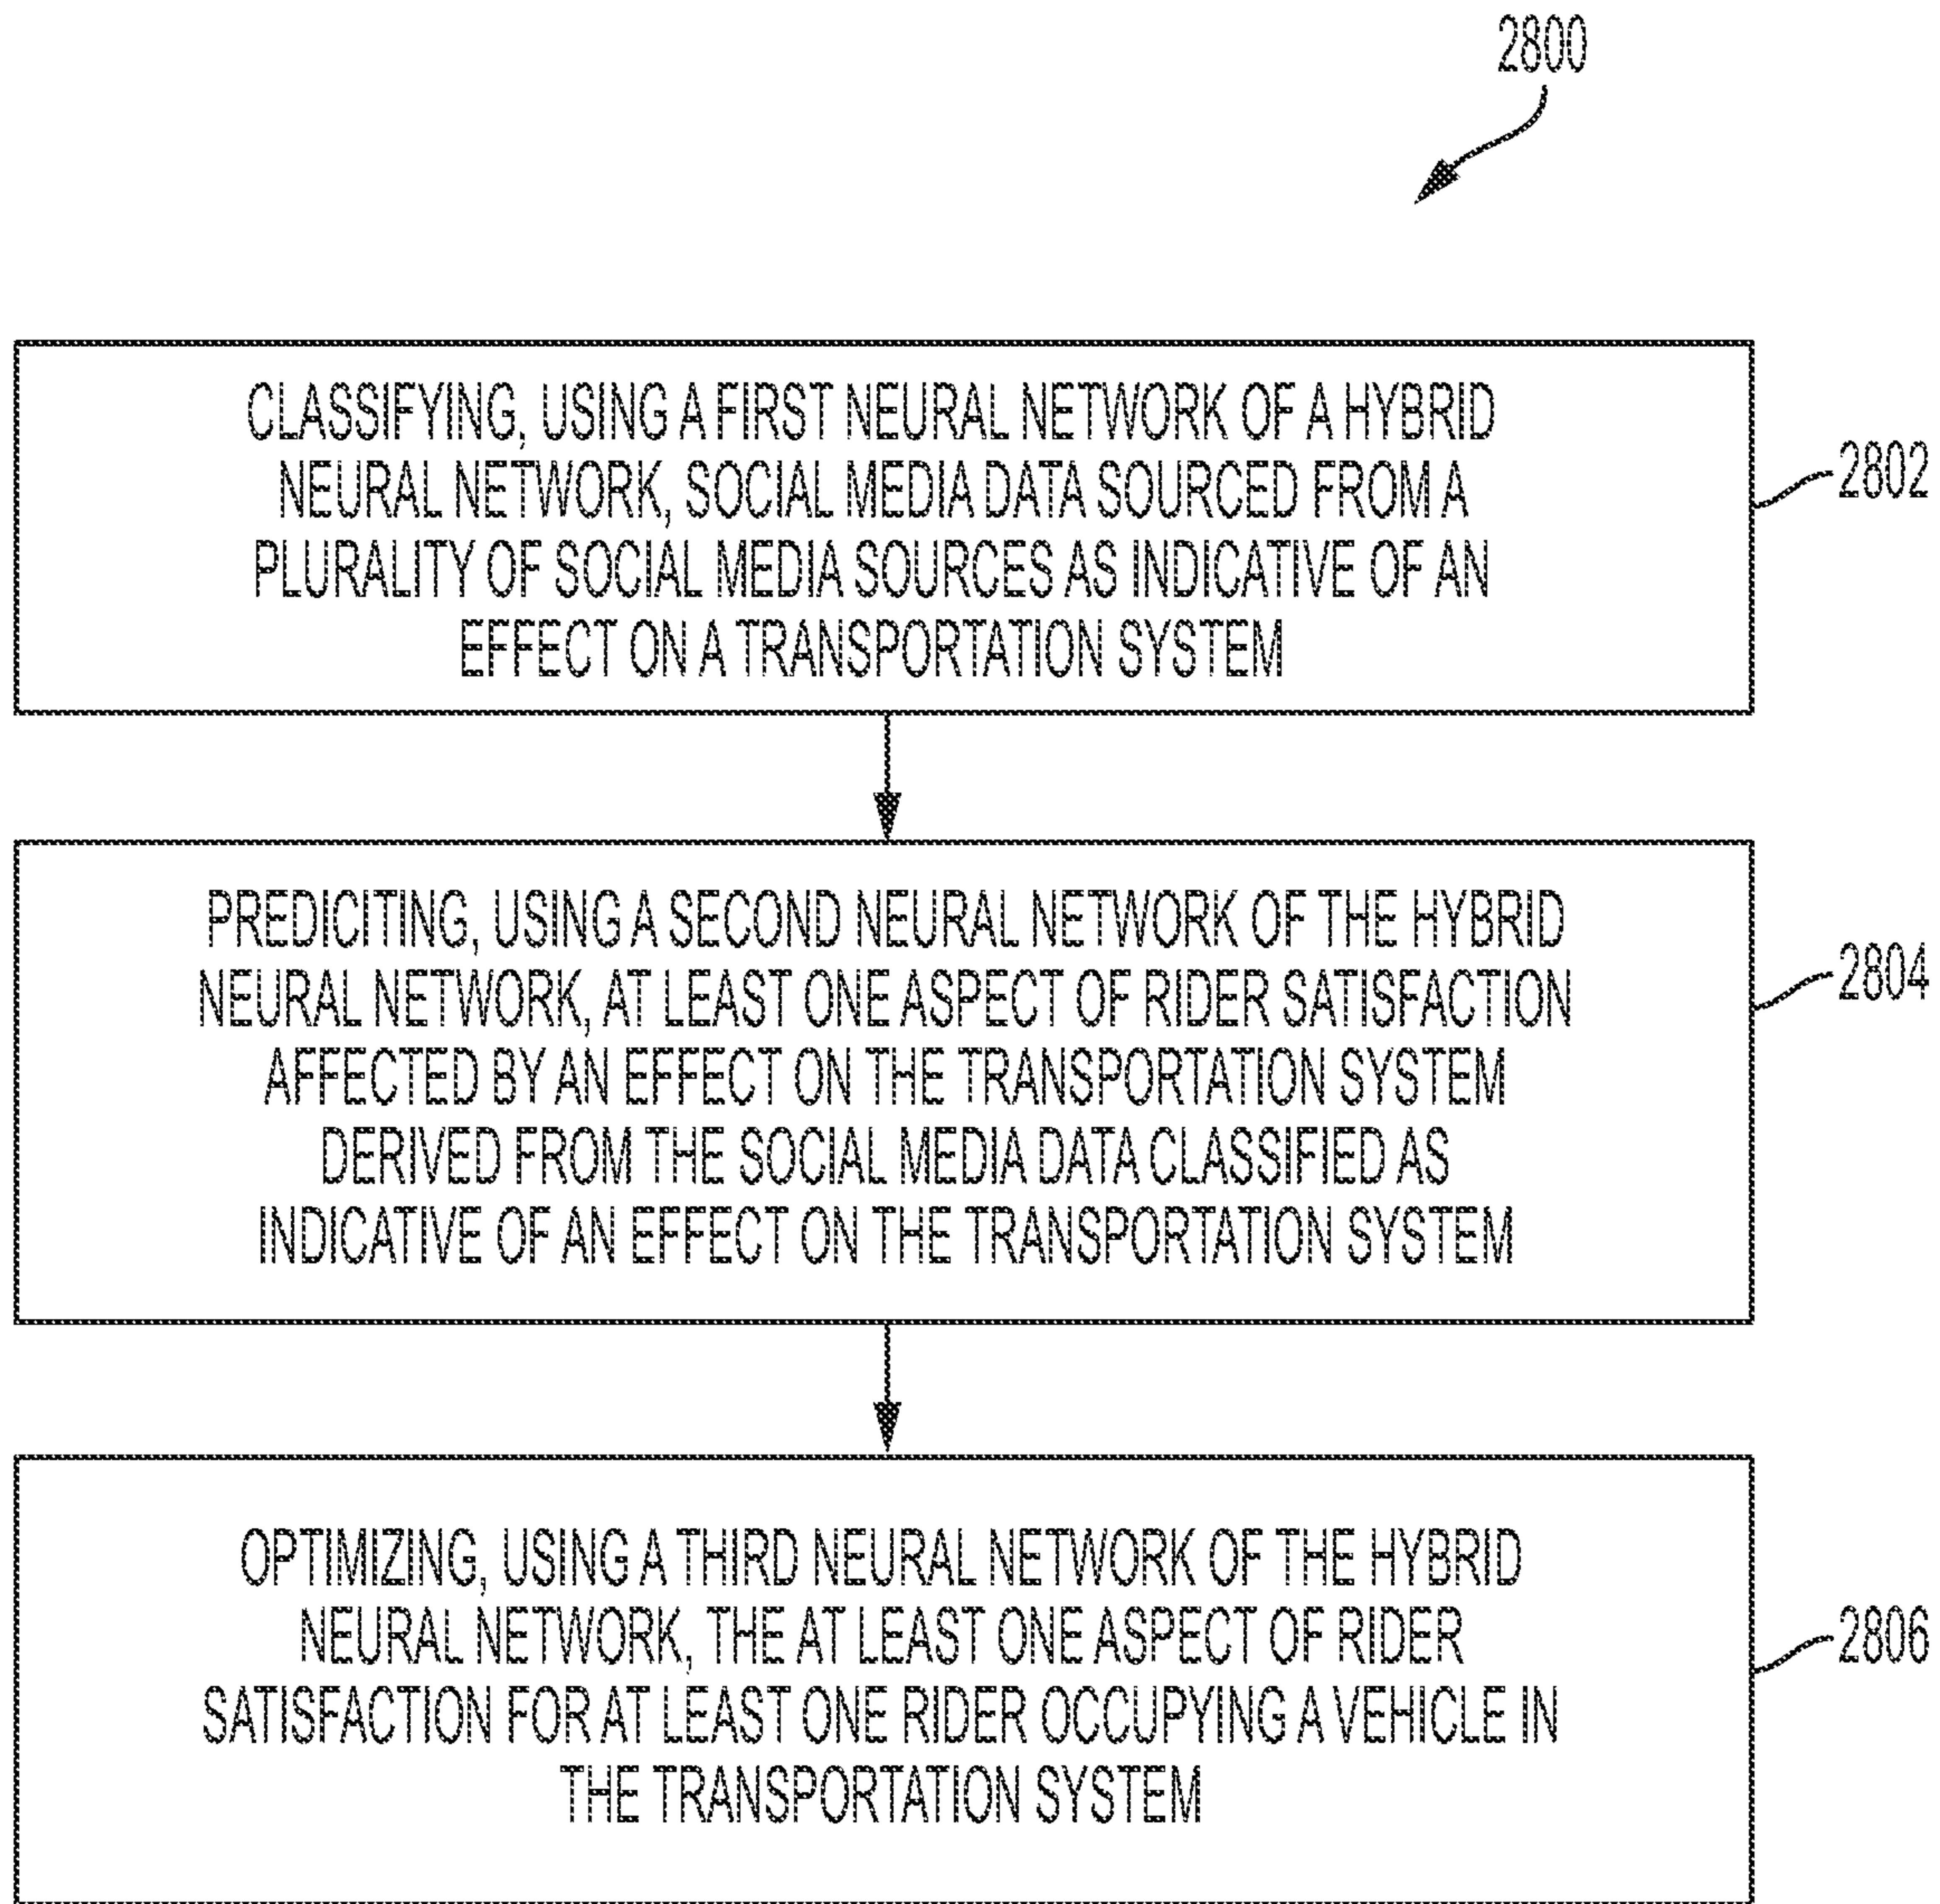 2800
CLASSIFYING, USING A FIRST NEURAL NETWORK OF A HYBRID
NEURAL NETWORK, SOCIAL MEDIA DATA SOURCED FROM A
PLURALITY OF SOCIAL MEDIA SOURCES AS INDICATIVE OF AN
EFFECT ON A TRANSPORTATION SYSTEM
2802
PREDICITING, USING A SECOND NEURAL NETWORK OF THE HYBRID
NEURAL NETWORK, AT LEAST ONE ASPECT OF RIDER SATISFACTION
AFFECTED BY AN EFFECT ON THE TRANSPORTATION SYSTEM
DERIVED FROM THE SOCIAL MEDIA DATA CLASSIFIED AS
INDICATIVE OF AN EFFECT ON THE TRANSPORTATION SYSTEM
2804
OPTIMIZING, USING A THIRD NEURAL NETWORK OF THE HYBRID
NEURAL NETWORK, THE AT LEAST ONE ASPECT OF RIDER
SATISFACTION FOR AT LEAST ONE RIDER OCCUPYING A VEHICLE IN
THE TRANSPORTATION SYSTEM
2806